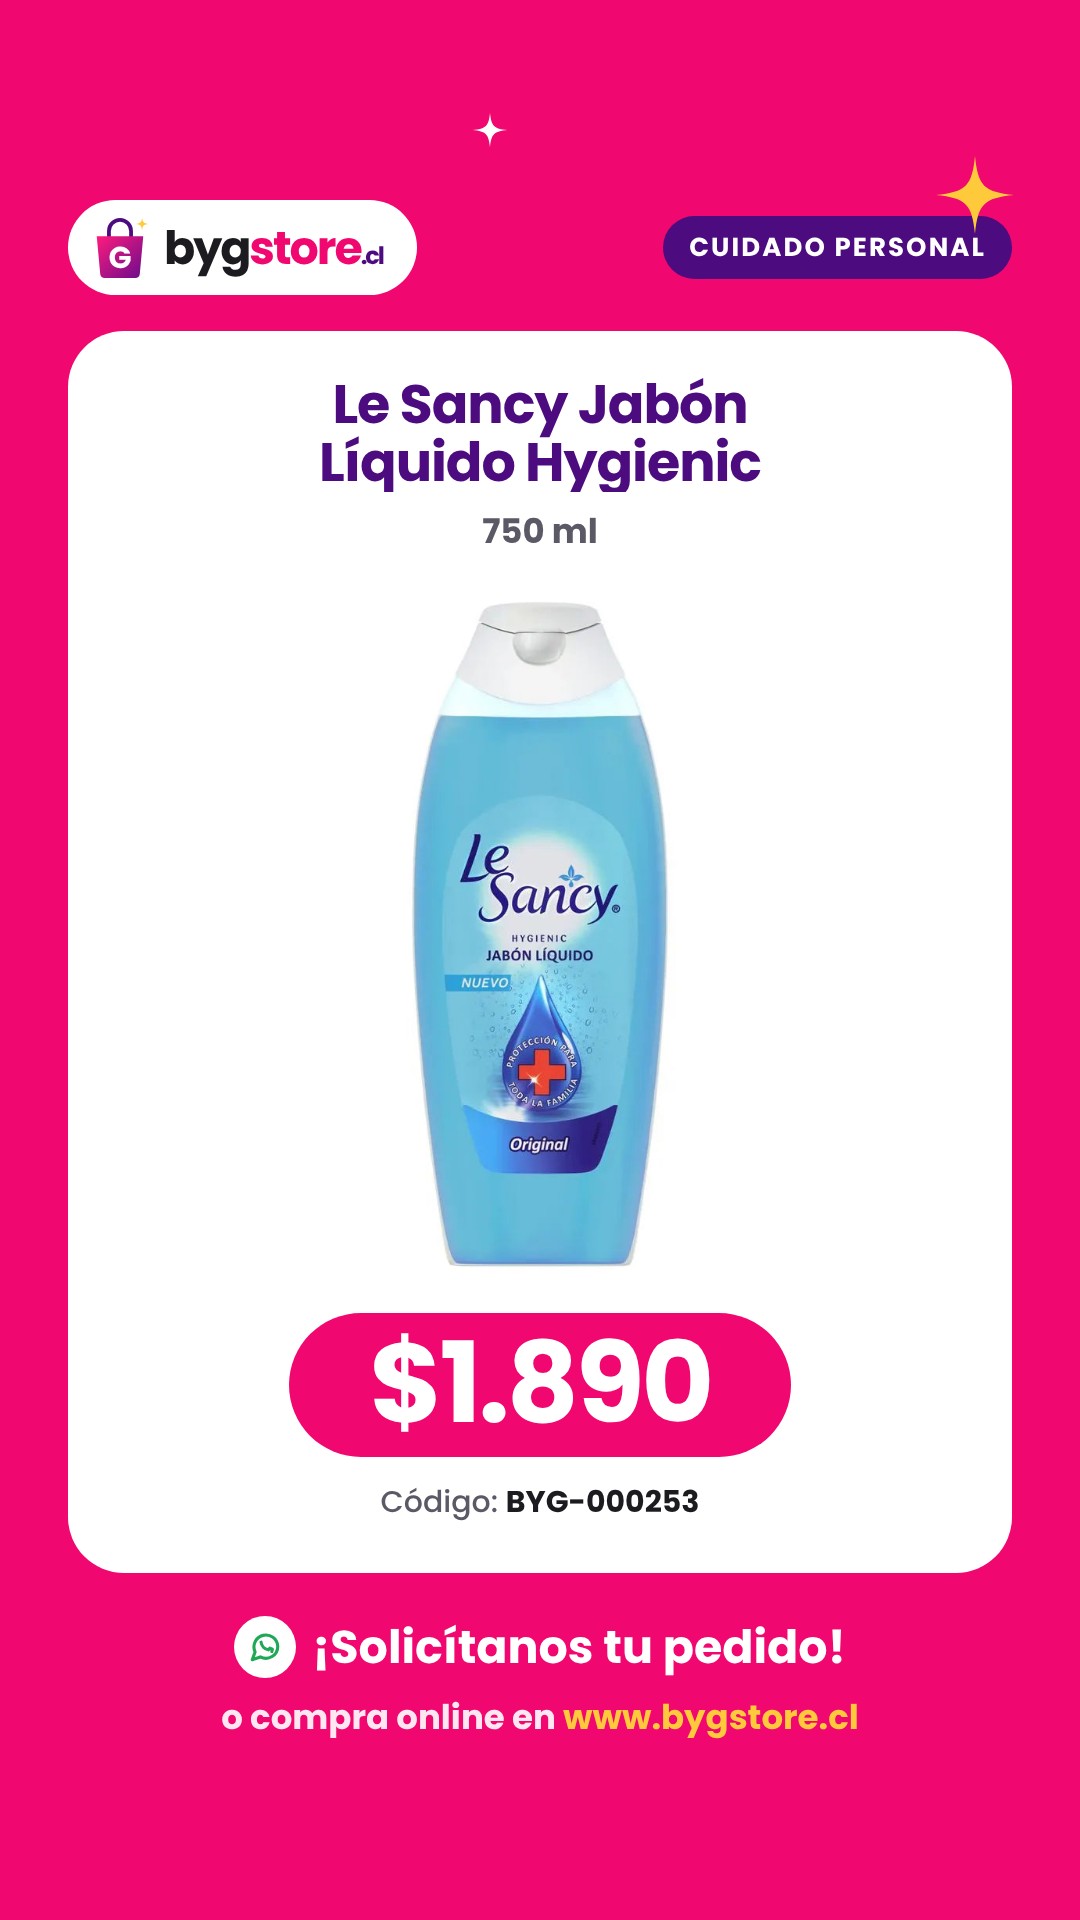 G bygstore.cl
CUIDADO PERSONAL
Le Sancy Jabón
Líquido Hygienic
750 ml
Le
Sancy®
HYGIENIC
JABÓN LÍQUIDO
NUEVO
PROTECCIÓN PARA
TODA LA FAMILIA
Original
$1.890
Código: BYG-000253
¡Solicítanos tu pedido!
o compra online en www.bygstore.cl